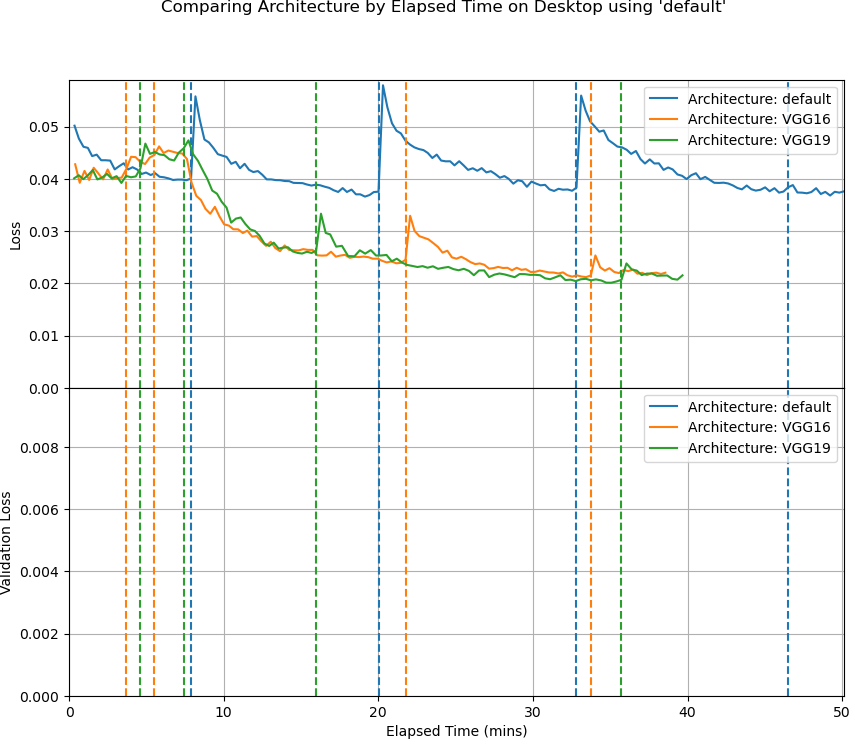 Comparing Architecture by Elapsed Time on Desktop using 'default'
Architecture: default
Architecture: VGG16
Architecture: VGG19
0.05
0.04
0.03
0.02
0.01
0.00
Loss
Architecture: default
Architecture: VGG16
Architecture: VGG19
0.008
0.006
0.004
0.002
0.000
Validation Loss
0
10
20
30
40
50
Elapsed Time (mins)